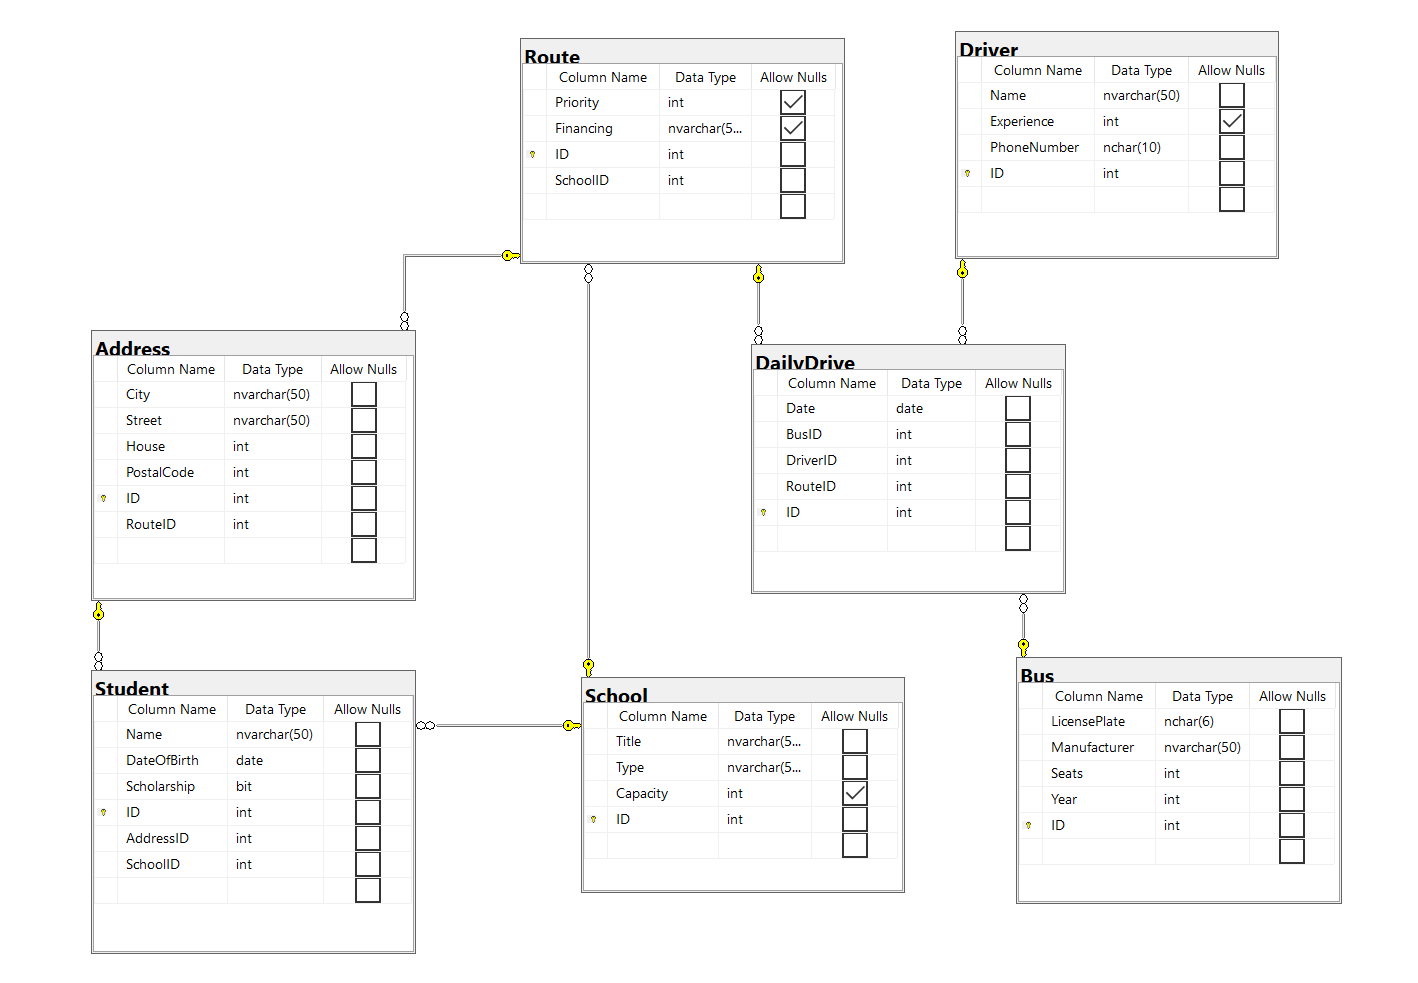 Route
Column Name Data Type Allow Nulls
Priority int
Financing nvarchar(5...
ID int
SchoolID int
Driver
Column Name Data Type Allow Nulls
Name nvarchar(50)
Experience int
PhoneNumber nchar(10)
ID int
Address
Column Name Data Type Allow Nulls
City nvarchar(50)
Street nvarchar(50)
House int
PostalCode int
ID int
RouteID int
DailyDrive
Column Name Data Type Allow Nulls
Date date
BusID int
DriverID int
RouteID int
ID int
Student
Column Name Data Type Allow Nulls
Name nvarchar(50)
DateOfBirth date
Scholarship bit
ID int
AddressID int
SchoolID int
School
Column Name Data Type Allow Nulls
Title nvarchar(5...
Type nvarchar(5...
Capacity int
ID int
Bus
Column Name Data Type Allow Nulls
LicensePlate nchar(6)
Manufacturer nvarchar(50)
Seats int
Year int
ID int